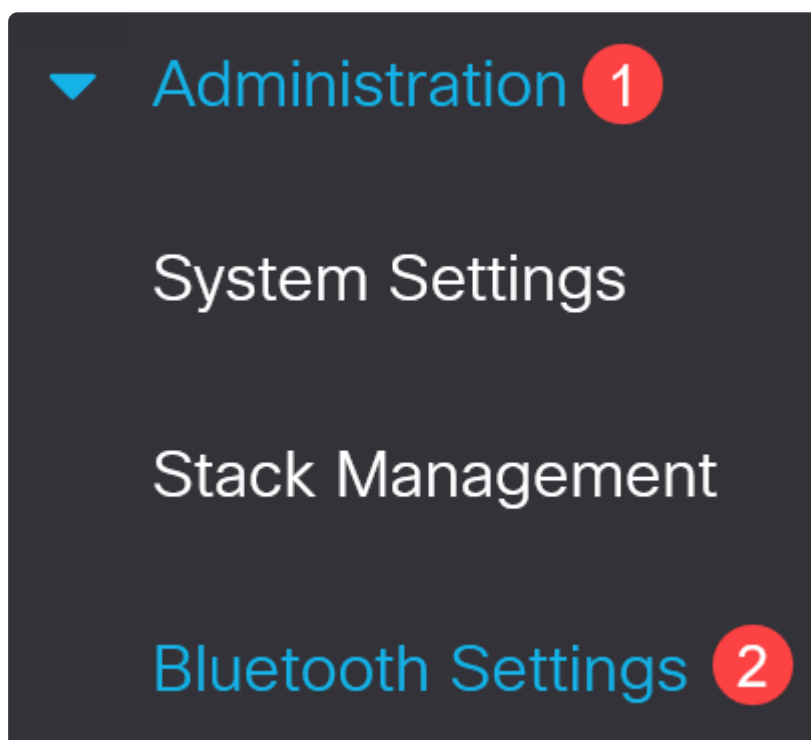 Administration 1
System Settings
Stack Management
Bluetooth Settings 2